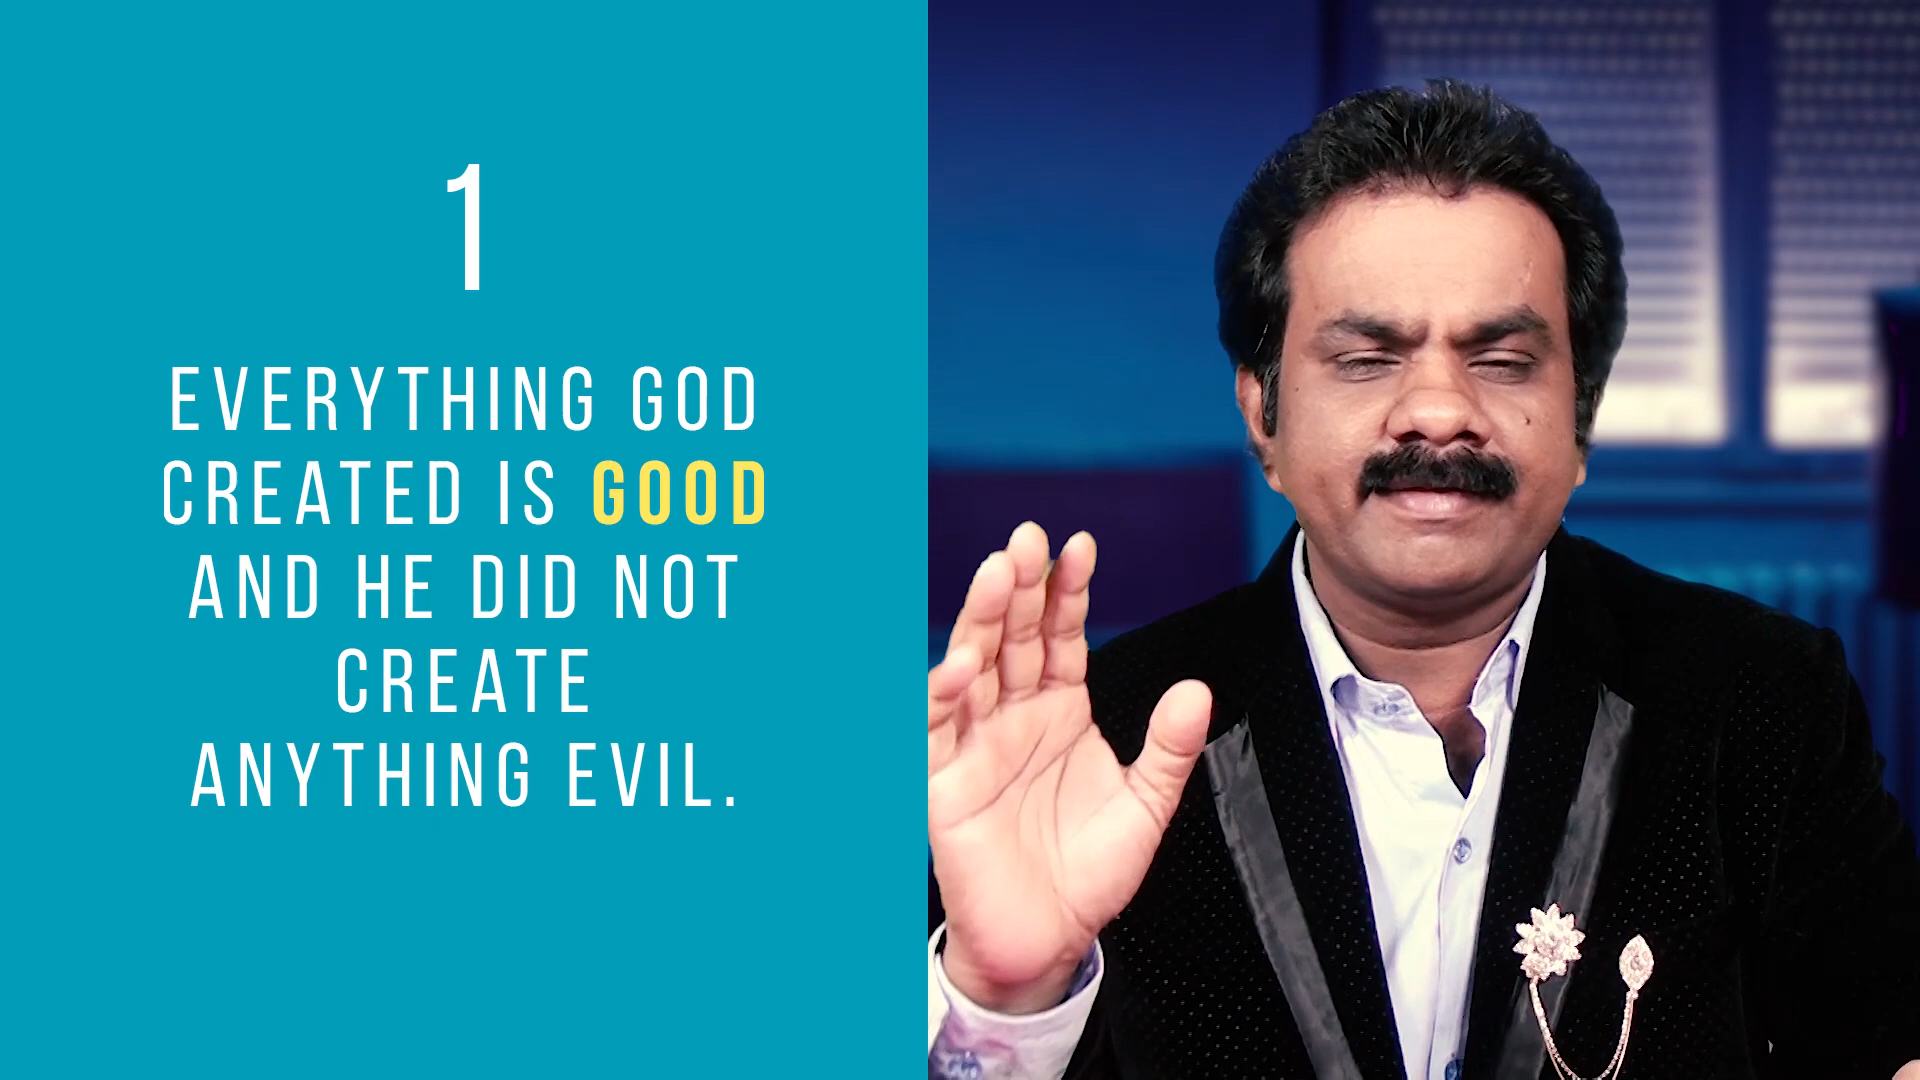 1
EVERYTHING GOD
CREATED IS GOOD
AND HE DID NOT
CREATE
ANYTHING EVIL.